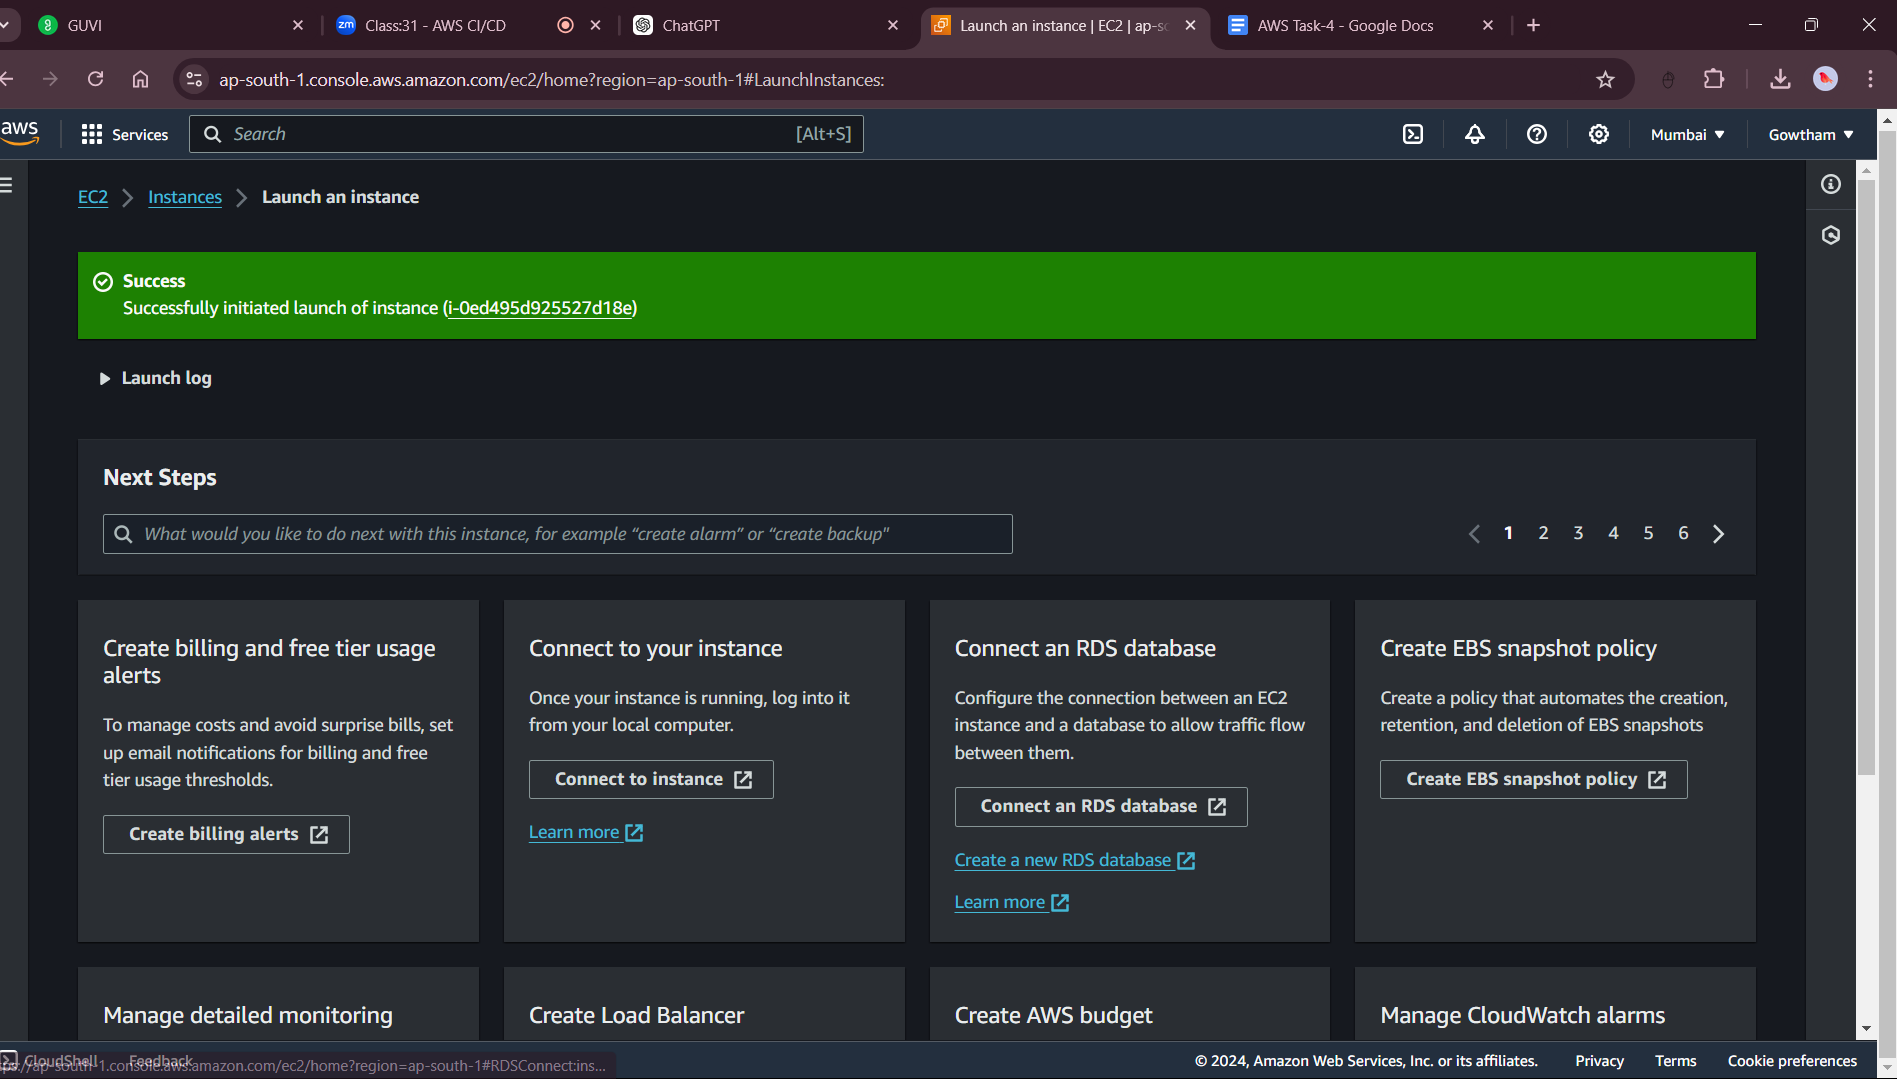 GUVI
zm Class:31 - AWS CI/CD
ChatGPT
Launch an instance | EC2 | ap-so
AWS Task-4 - Google Docs
ap-south-1.console.aws.amazon.com/ec2/home?region=ap-south-1#LaunchInstances:
aws
Services
Search [Alt+S]
Mumbai
Gowtham
EC2
Instances
Launch an instance
Success
Successfully initiated launch of instance (i-0ed495d925527d18e)
Launch log
Next Steps
What would you like to do next with this instance, for example “create alarm” or “create backup"
1 2 3 4 5 6
Create billing and free tier usage
alerts
To manage costs and avoid surprise bills, set
up email notifications for billing and free
tier usage thresholds.
Create billing alerts
Connect to your instance
Once your instance is running, log into it
from your local computer.
Connect to instance
Learn more
Connect an RDS database
Configure the connection between an EC2
instance and a database to allow traffic flow
between them.
Connect an RDS database
Create a new RDS database
Learn more
Create EBS snapshot policy
Create a policy that automates the creation,
retention, and deletion of EBS snapshots
Create EBS snapshot policy
Manage detailed monitoring
Create Load Balancer
Create AWS budget
Manage CloudWatch alarms
CloudShell
Feedback
ps://ap-south-1.console.aws.amazon.com/ec2/home?region=ap-south-1#RDSConnect:ins...
© 2024, Amazon Web Services, Inc. or its affiliates.
Privacy
Terms
Cookie preferences